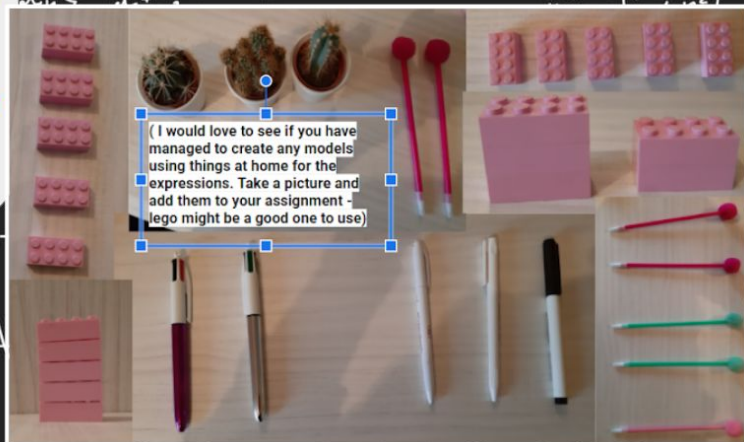 ( I would love to see if you have
managed to create any models
using things at home for the
expressions. Take a picture and
add them to your assignment -
lego might be a good one to use)